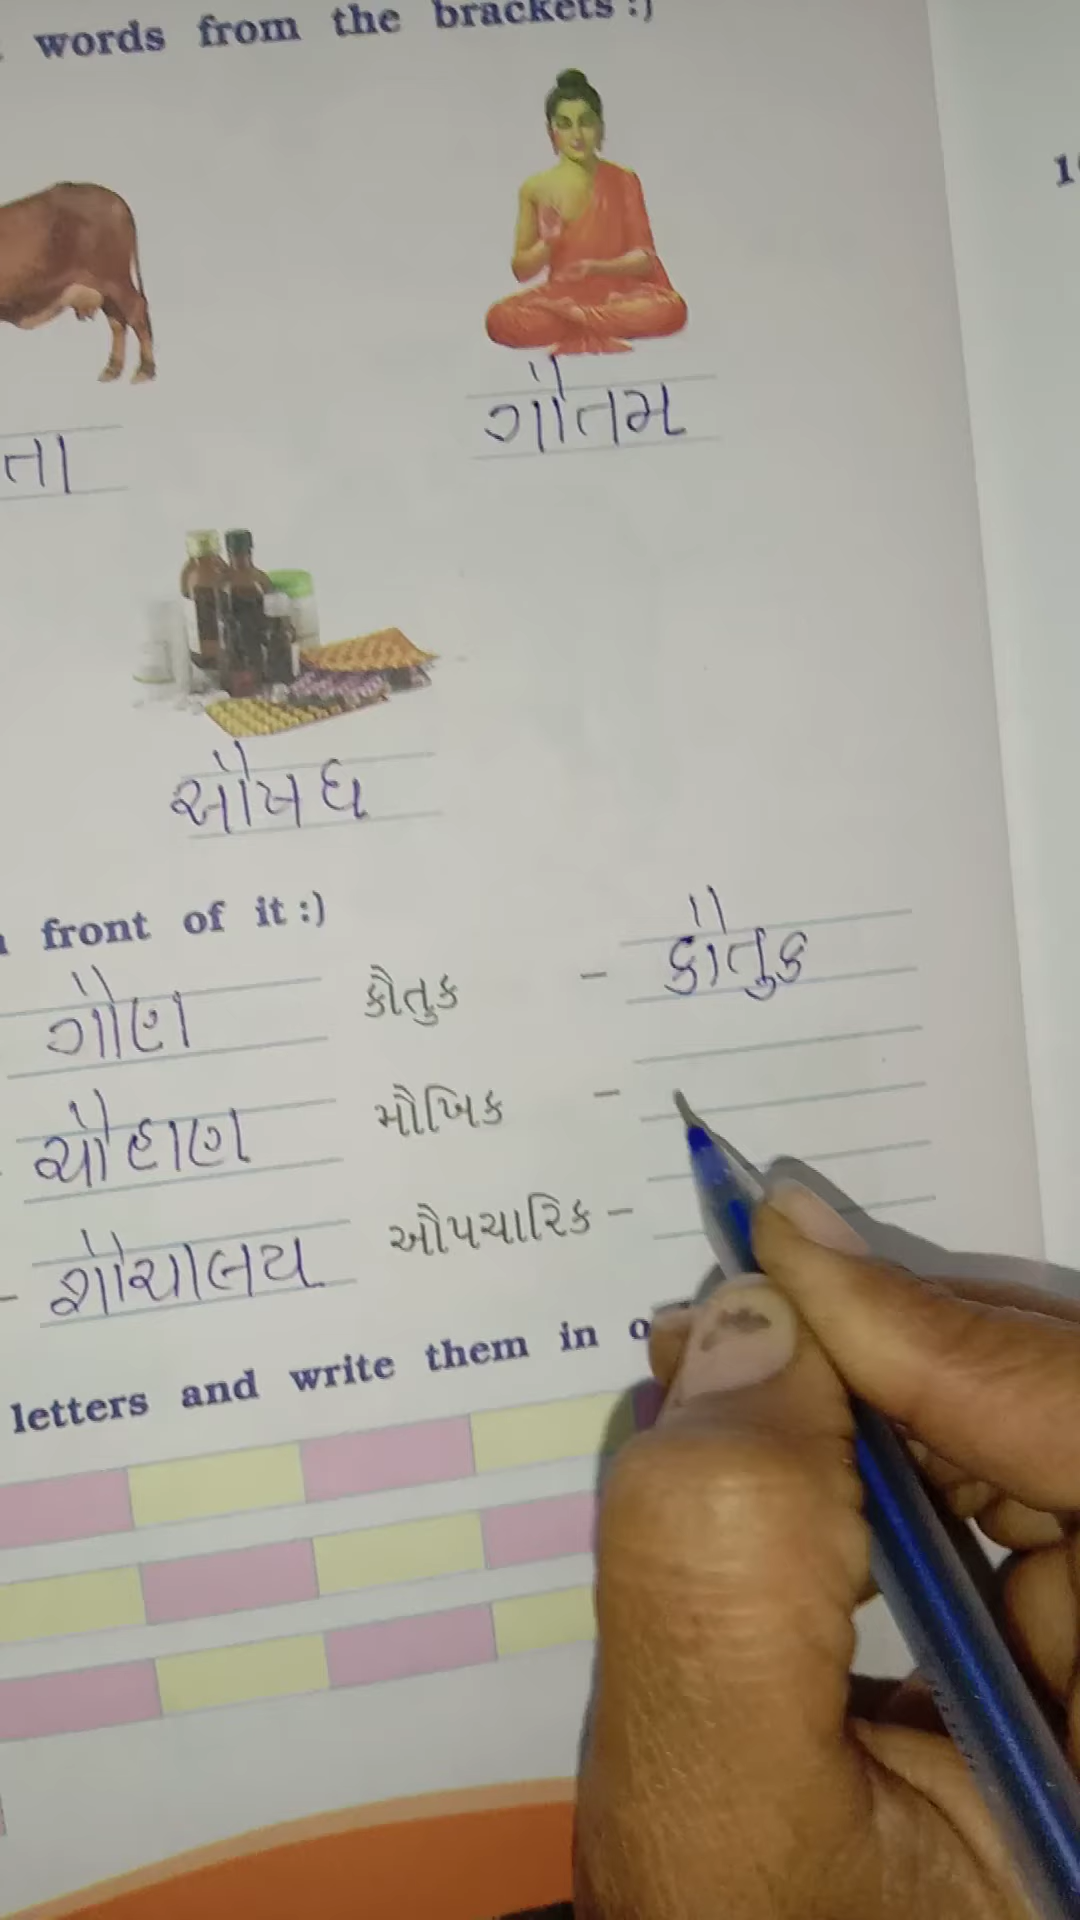 words from the brackets :)
ગૌતમ
તા
ઔષધ
front of it :)
ગૌણ કૌતુક – કૌતુક
ચૌહાણ મૌખિક –
– શૌચાલય ઔપચારિક –
letters and write them in